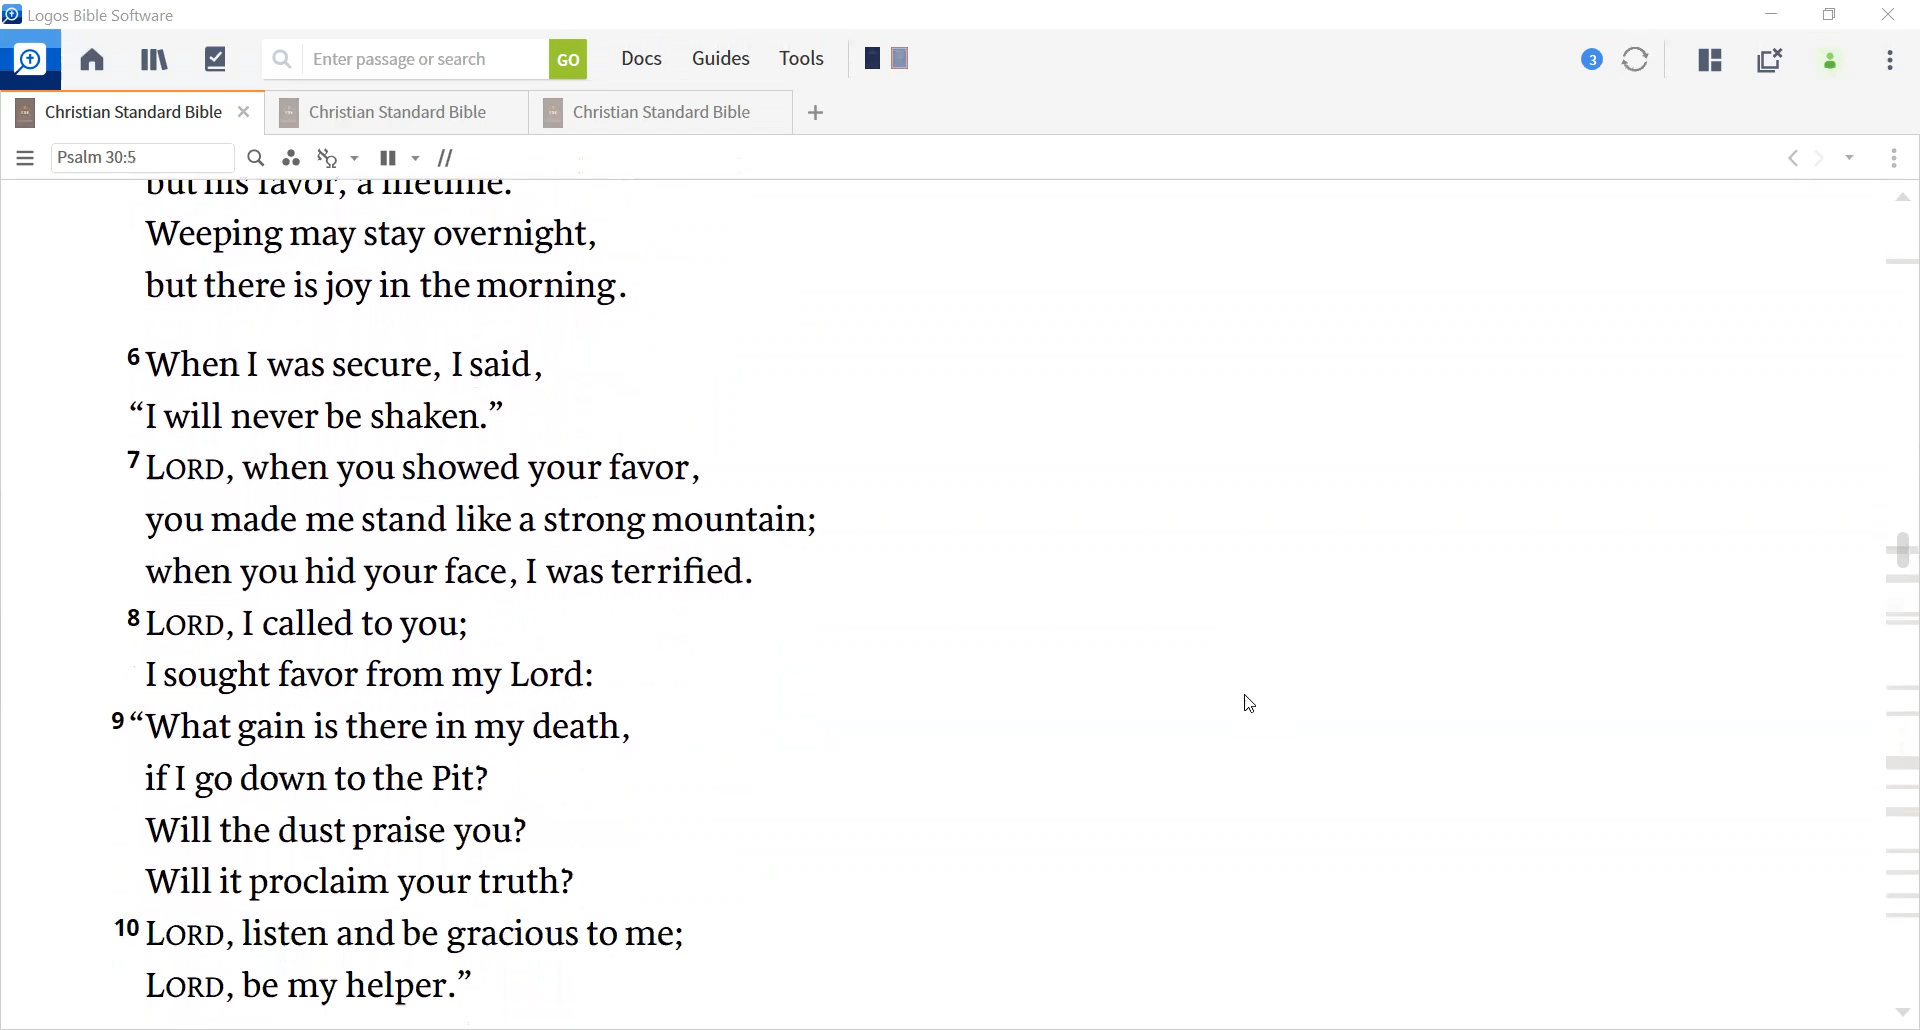 Logos Bible Software
Enter passage or search
GO
Docs
Guides
Tools
3
Christian Standard Bible
Christian Standard Bible
Christian Standard Bible
Psalm 30:5
but his favor, a lifetime.
Weeping may stay overnight,
but there is joy in the morning.
6 When I was secure, I said,
“I will never be shaken.”
7 LORD, when you showed your favor,
you made me stand like a strong mountain;
when you hid your face, I was terrified.
8 LORD, I called to you;
I sought favor from my Lord:
9 “What gain is there in my death,
if I go down to the Pit?
Will the dust praise you?
Will it proclaim your truth?
10 LORD, listen and be gracious to me;
LORD, be my helper.”